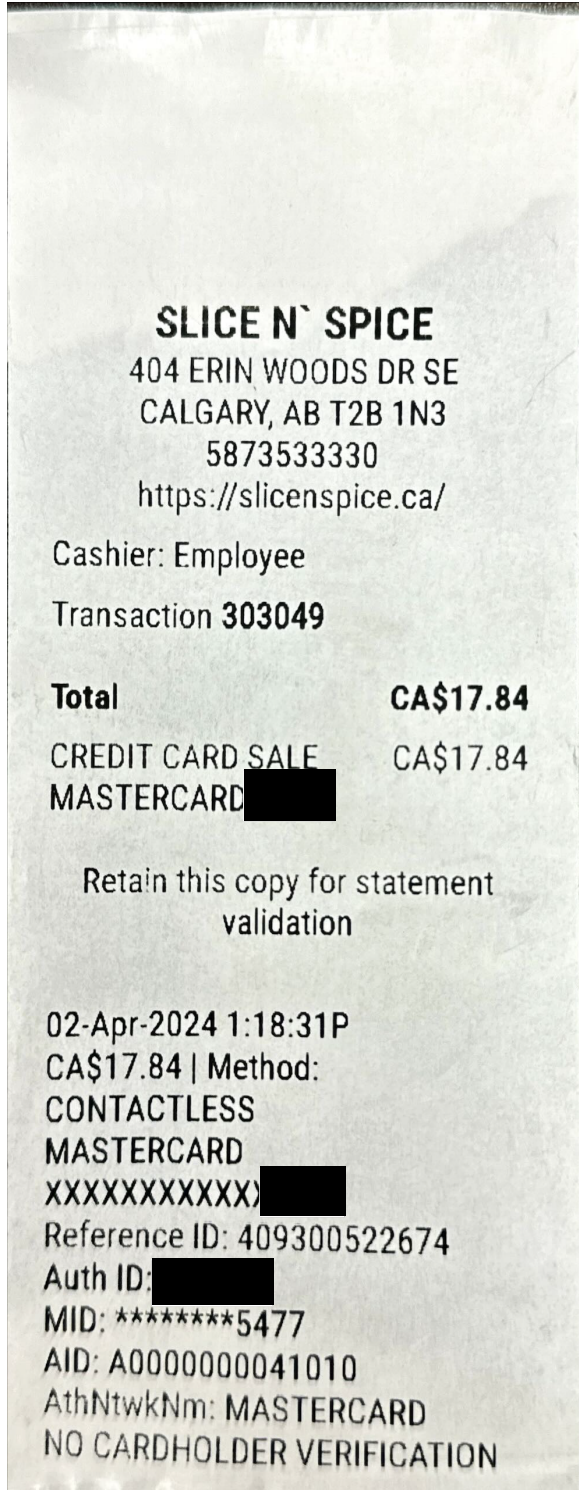 SLICE N` SPICE
404 ERIN WOODS DR SE
CALGARY, AB T2B 1N3
5873533330
https://slicenspice.ca/
Cashier: Employee
Transaction 303049
Total CA$17.84
CREDIT CARD SALE CA$17.84
MASTERCARD
Retain this copy for statement
validation
02-Apr-2024 1:18:31P
CA$17.84 | Method:
CONTACTLESS
MASTERCARD
XXXXXXXXXXXX
Reference ID: 409300522674
Auth ID:
MID: ********5477
AID: A0000000041010
AthNtwkNm: MASTERCARD
NO CARDHOLDER VERIFICATION